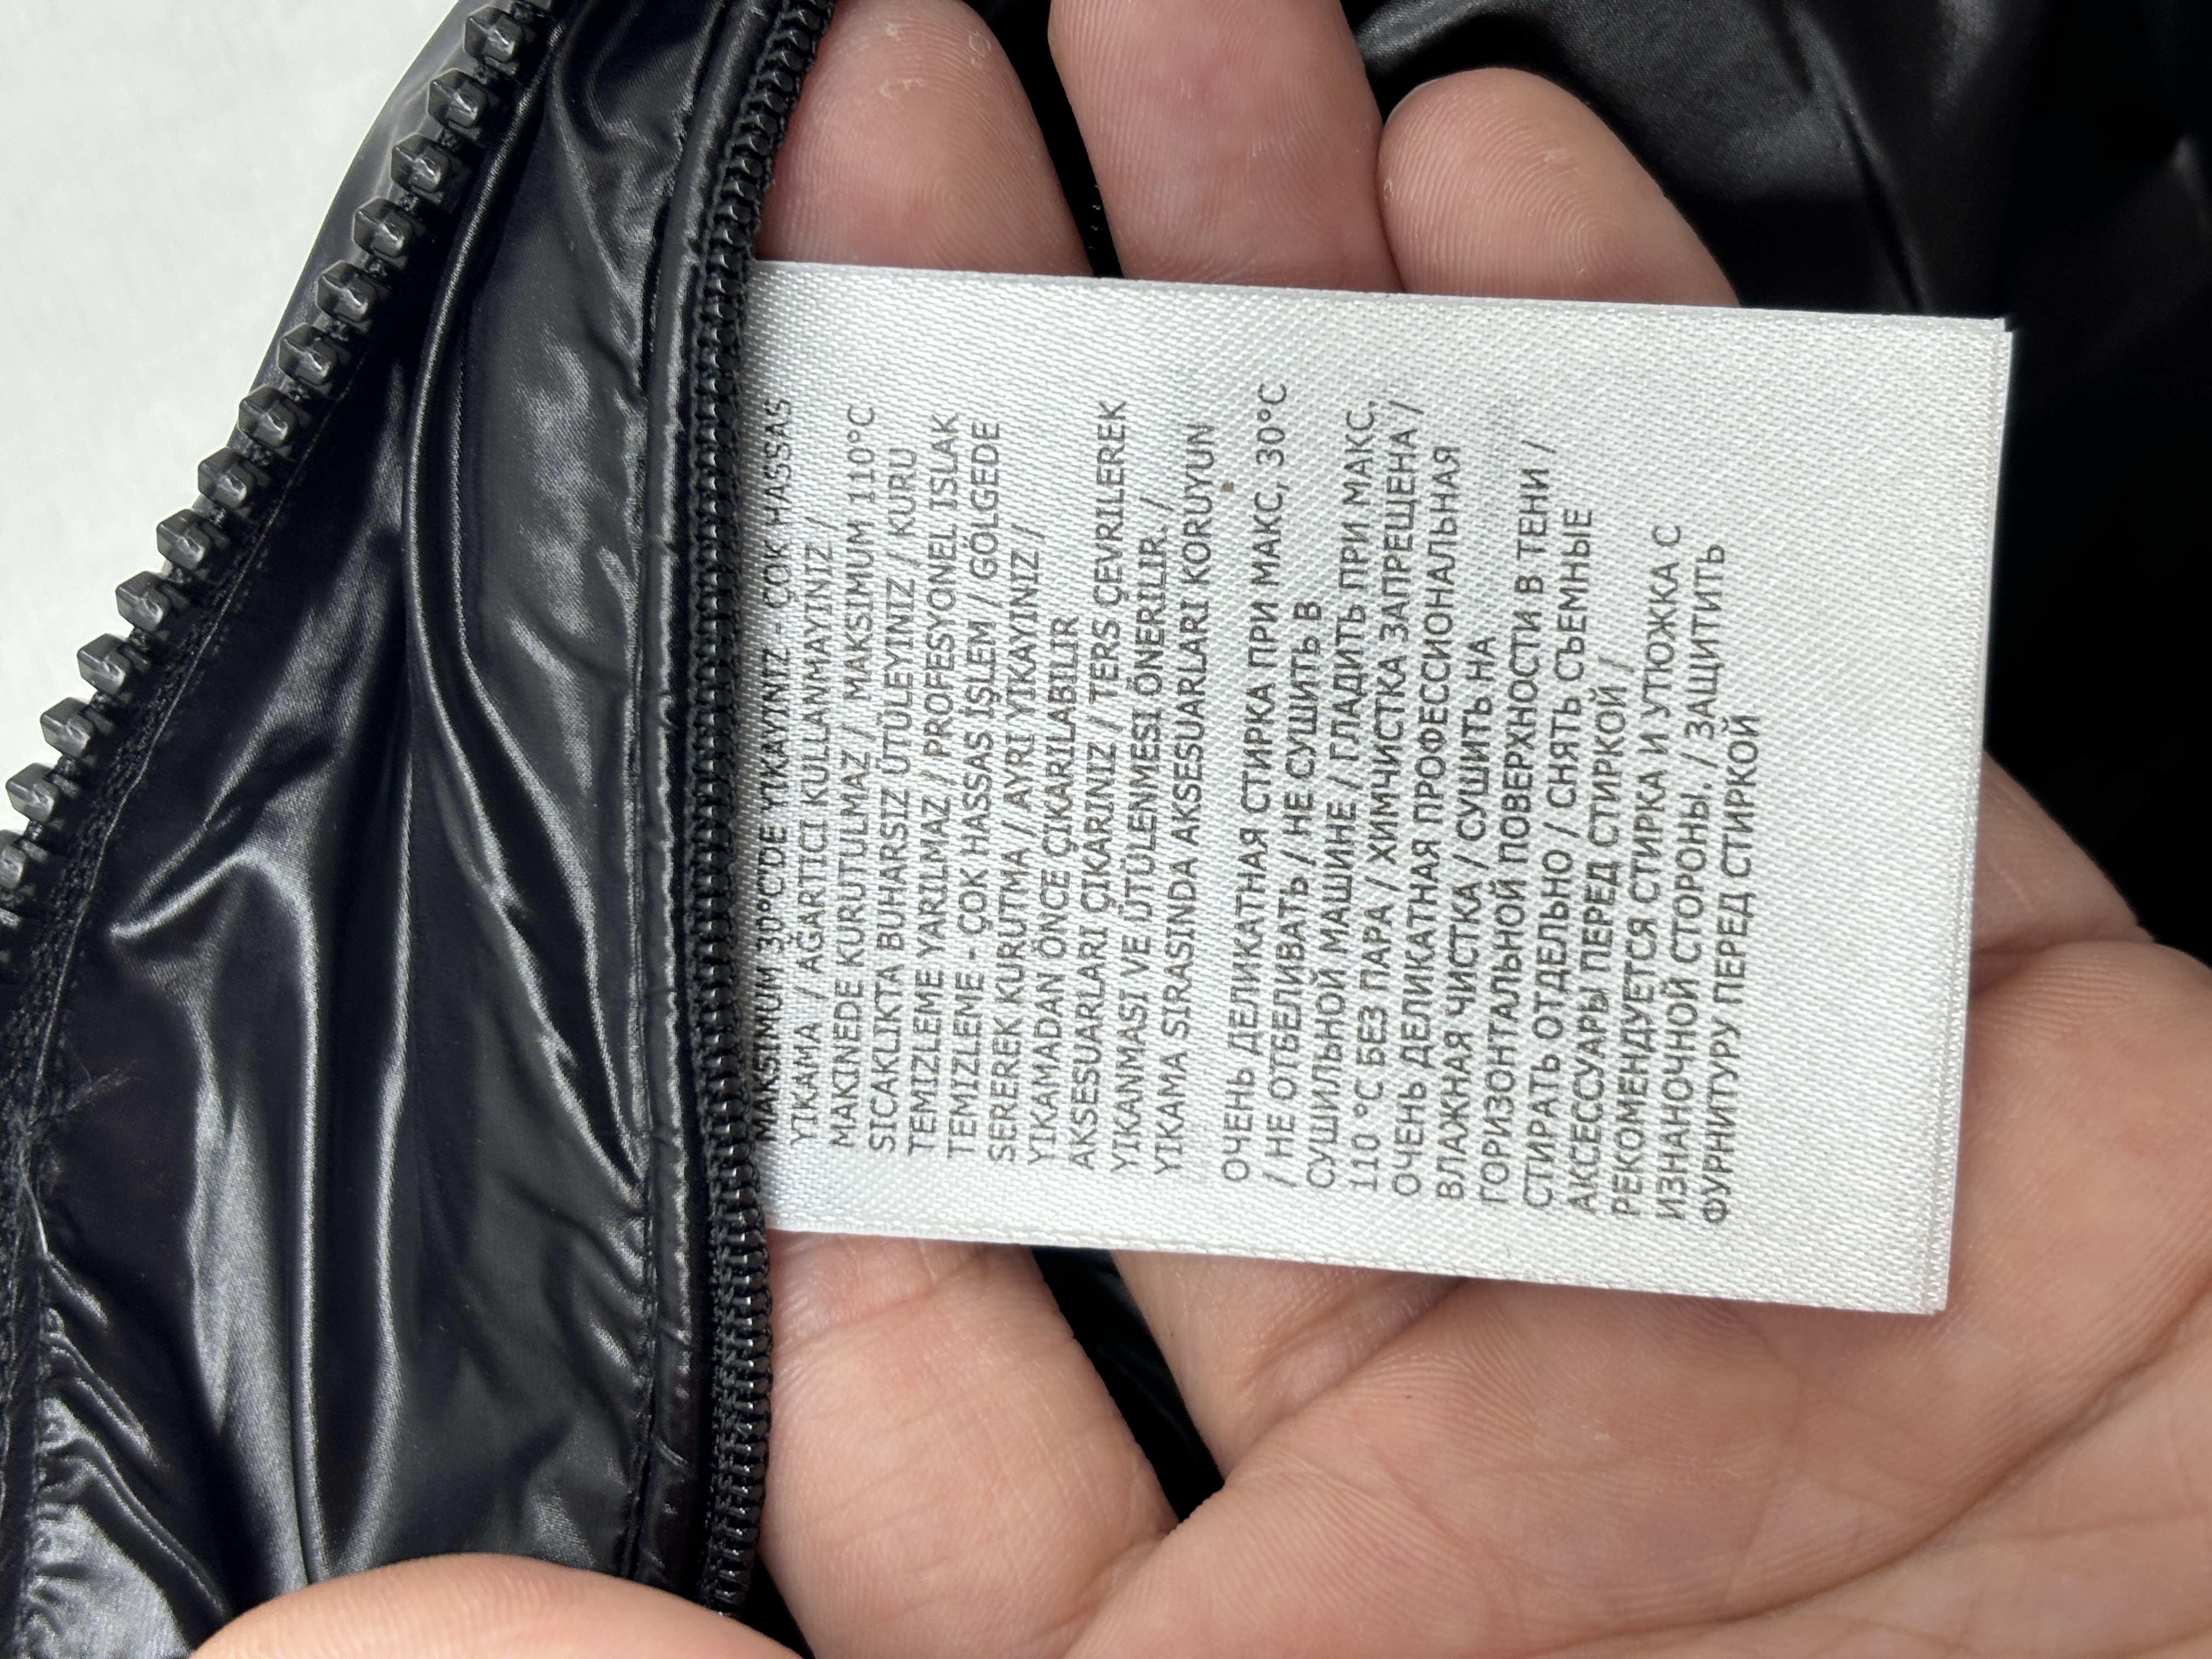 MAKSIMUM 30°C'DE YIKAYINIZ - ÇOK HASSAS
YIKAMA / AĞARTICI KULLANMAYINIZ /
MAKINEDE KURUTULMAZ / MAKSIMUM 110°C
SICAKLIKTA BUHARSIZ ÜTÜLEYINIZ / KURU
TEMIZLEME YARILMAZ / PROFESYONEL ISLAK
TEMIZLEME - ÇOK HASSAS IŞLEM / GÖLGEDE
SEREREK KURUTMA / AYRI YIKAYINIZ /
YIKAMADAN ÖNCE ÇIKARILABILIR
AKSESUARLARI ÇIKARINIZ / TERS ÇEVRILEREK
YIKANMASI VE ÜTÜLENMESI ÖNERILIR. /
YIKAMA SIRASINDA AKSESUARLARI KORUYUN
ОЧЕНЬ ДЕЛИКАТНАЯ СТИРКА ПРИ МАКС, 30°C
/ НЕ ОТБЕЛИВАТЬ / НЕ СУШИТЬ В
СУШИЛЬНОЙ МАШИНЕ / ГЛАДИТЬ ПРИ МАКС,
110 °C БЕЗ ПАРА / ХИМЧИСТКА ЗАПРЕЩЕНА /
ОЧЕНЬ ДЕЛИКАТНАЯ ПРОФЕССИОНАЛЬНАЯ
ВЛАЖНАЯ ЧИСТКА / СУШИТЬ НА
ГОРИЗОНТАЛЬНОЙ ПОВЕРХНОСТИ В ТЕНИ /
СТИРАТЬ ОТДЕЛЬНО / СНЯТЬ СЪЕМНЫЕ
АКСЕССУАРЫ ПЕРЕД СТИРКОЙ /
РЕКОМЕНДУЕТСЯ СТИРКА И УТЮЖКА С
ИЗНАНОЧНОЙ СТОРОНЫ. / ЗАЩИТИТЬ
ФУРНИТУРУ ПЕРЕД СТИРКОЙ